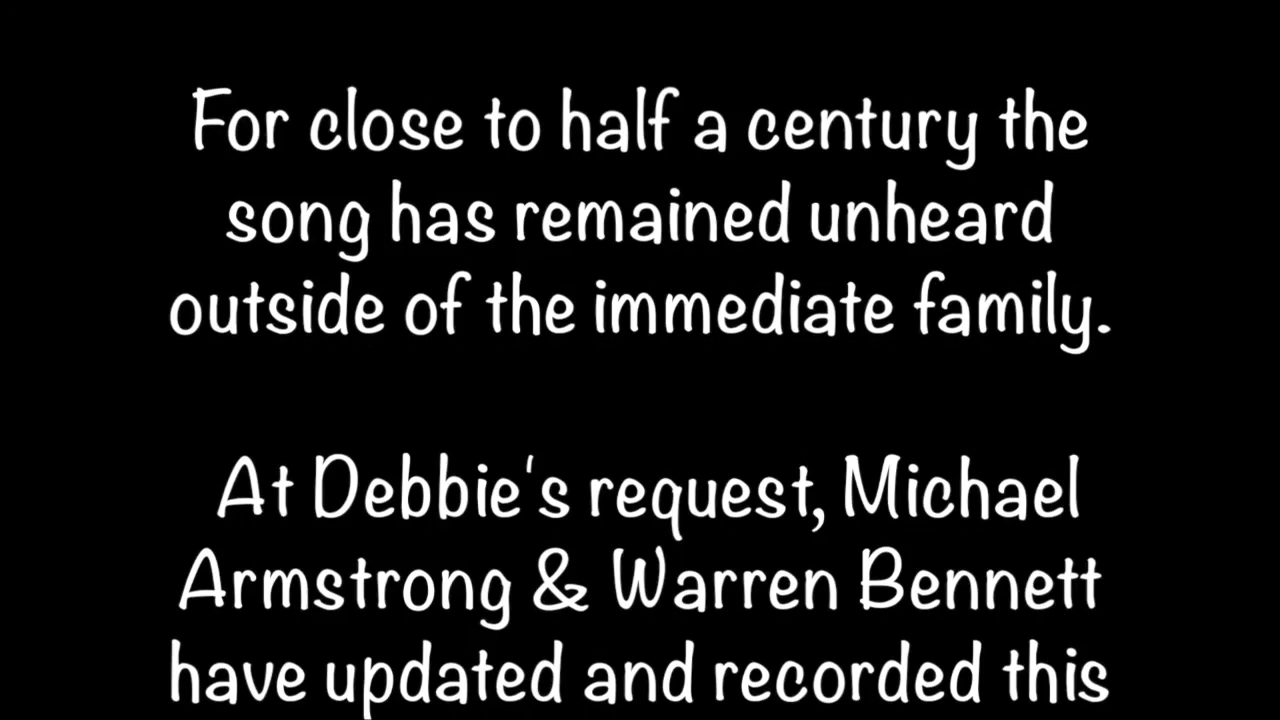 For close to half a century the
song has remained unheard
outside of the immediate family.
At Debbie's request, Michael
Armstrong & Warren Bennett
have updated and recorded this